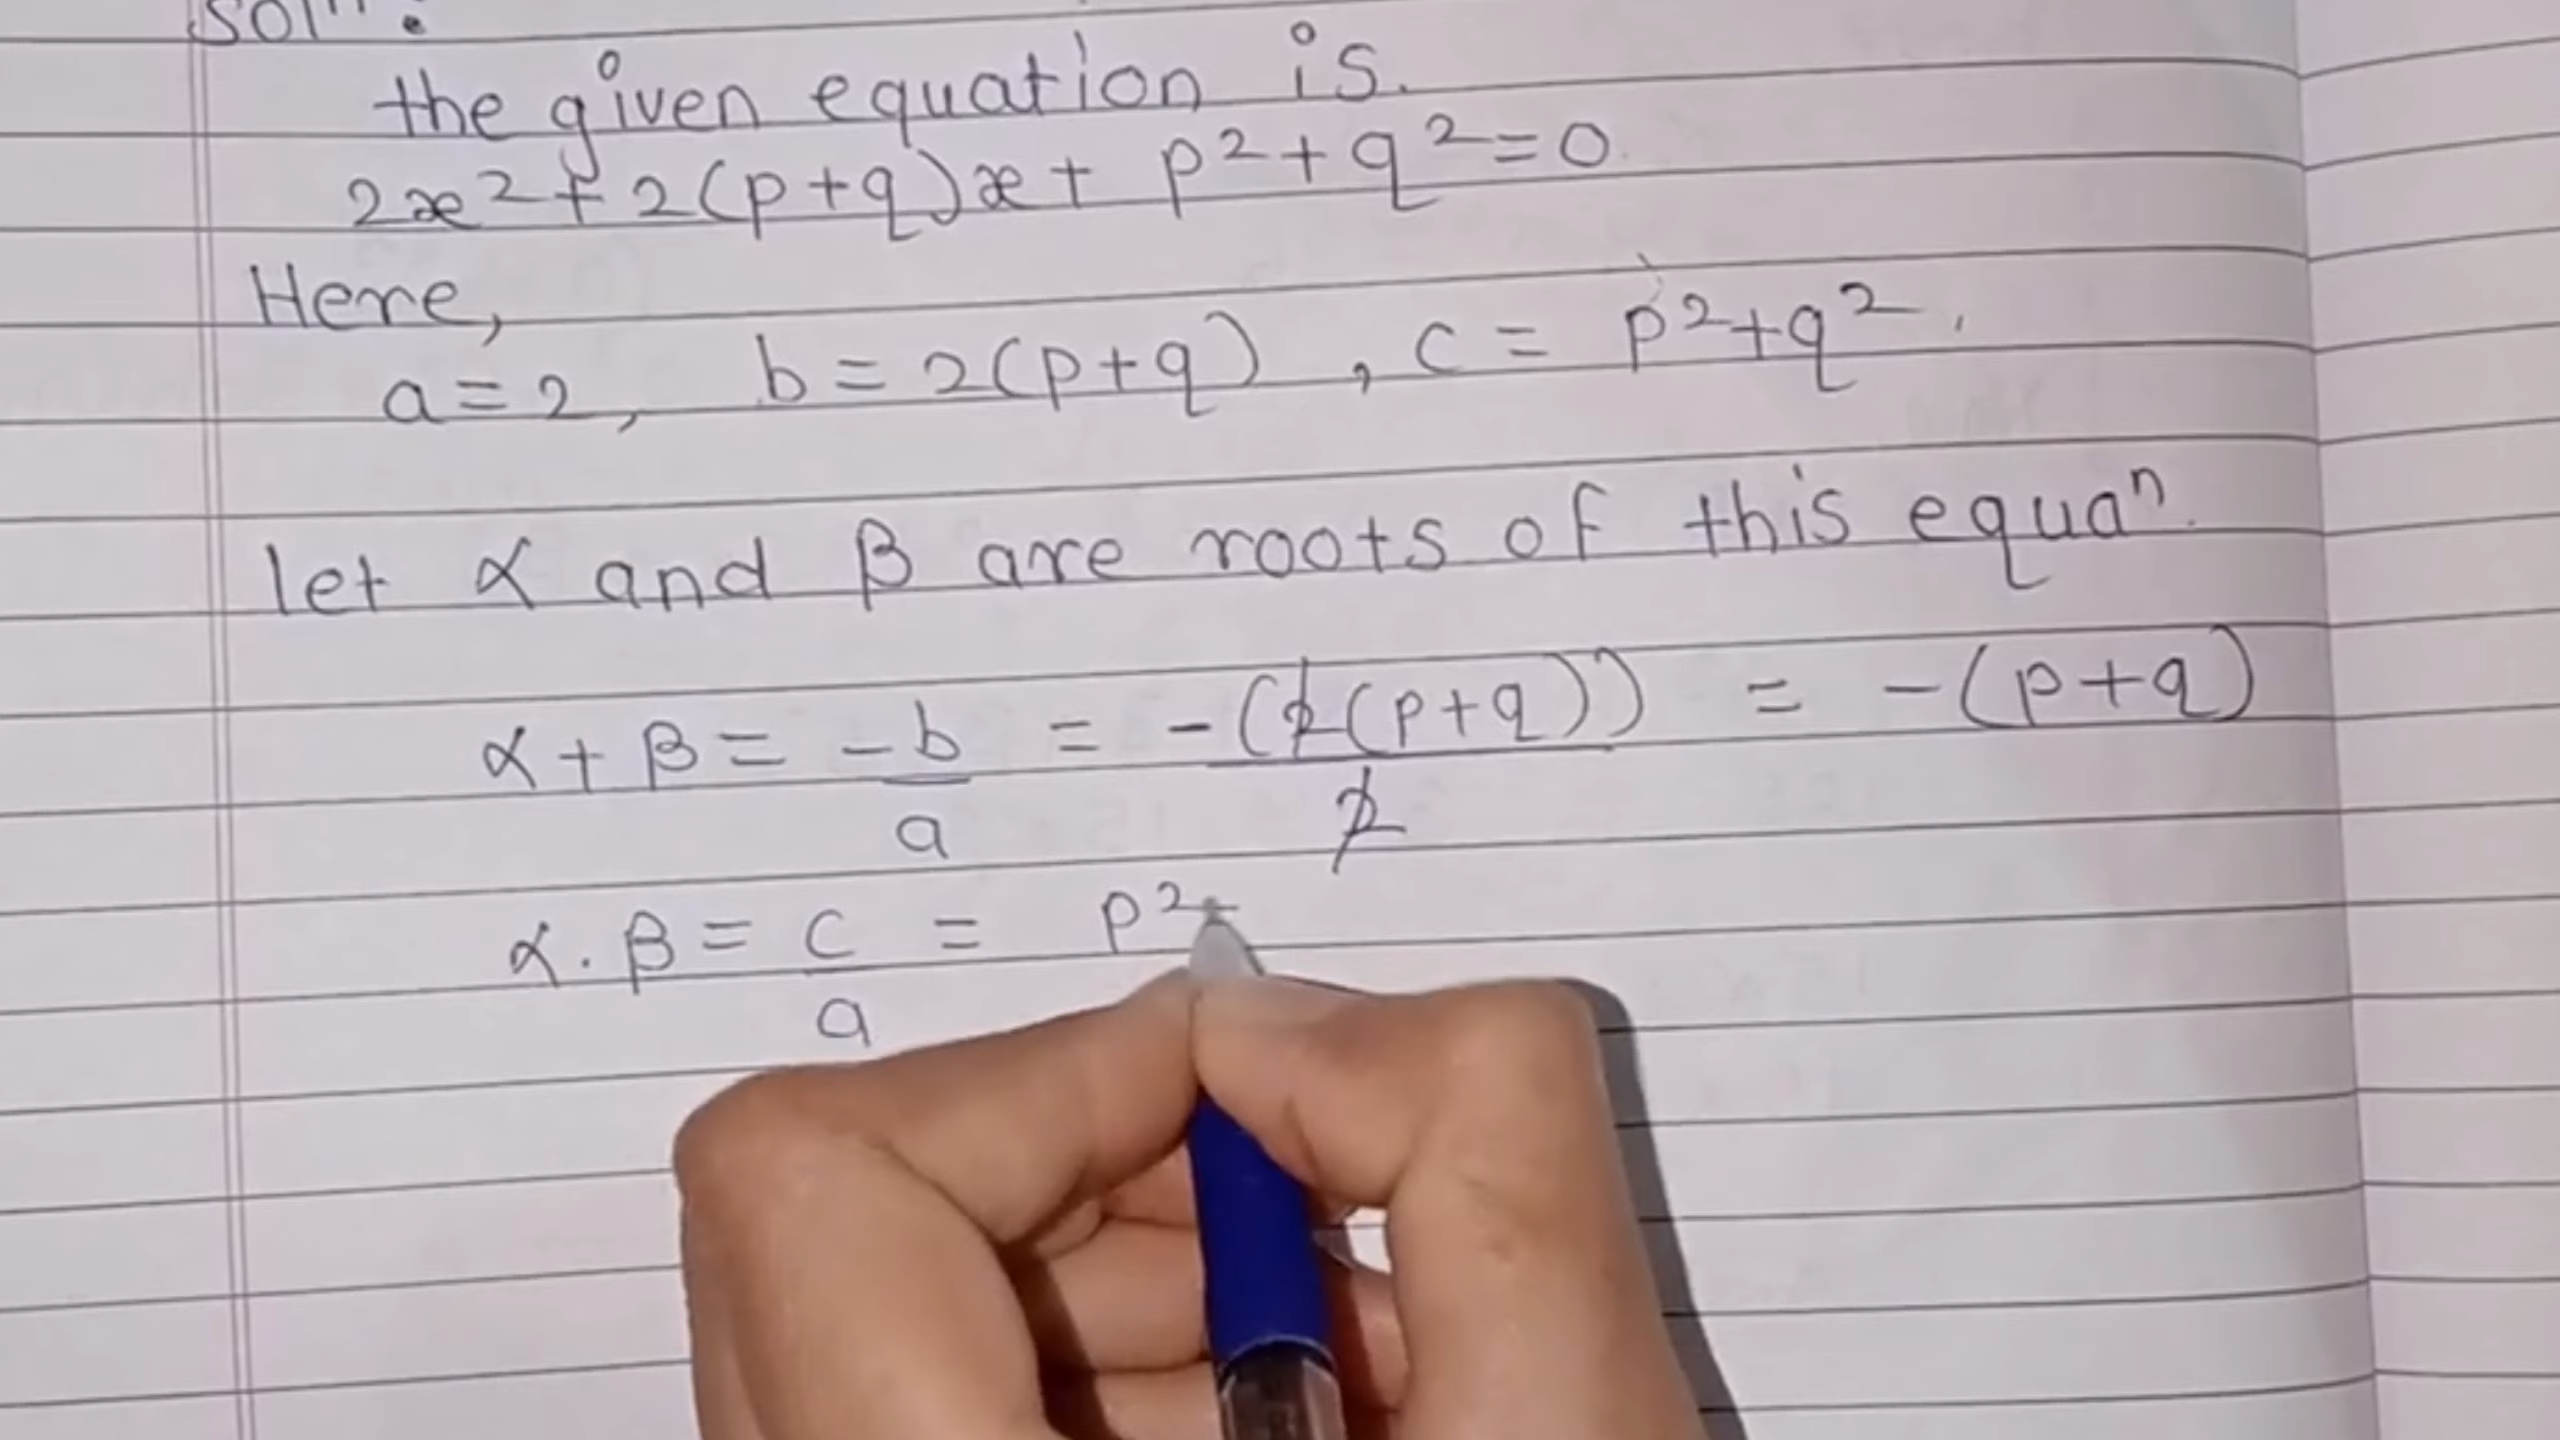 Solⁿ:
the given equation is.
2x²+2(p+q)x+ p²+q²=0
Here,
a=2, b=2(p+q), c= p²+q².
let α and β are roots of this equaⁿ.
α+β = -b/a = -(2(p+q))/2 = -(p+q)
α.β = c/a = p²